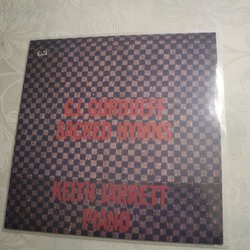 G.I. GURDJIEFF
SACRED HYMNS
KEITH JARRETT
PIANO